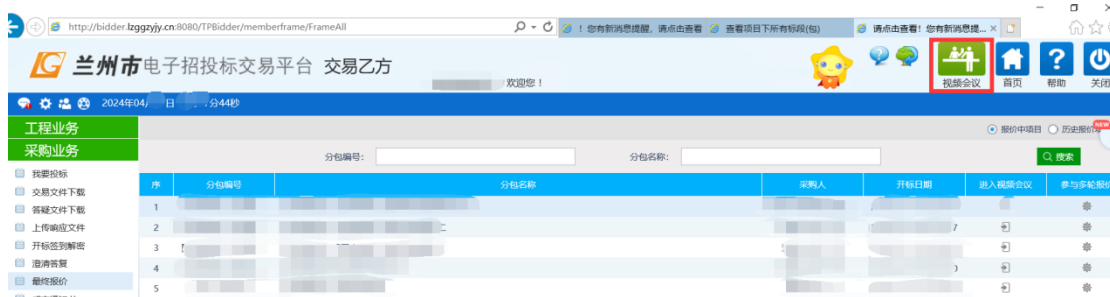 http://bidder.lzggzyjy.cn:8080/TPBidder/memberframe/FrameAll
！您有新消息提醒，请点击查看
查看项目下所有标段(包)
请点击查看！您有新消息提...
兰州市电子招投标交易平台 交易乙方
欢迎您！
视频会议
首页
帮助
关闭
2024年04
日
分44秒
工程业务
采购业务
报价中项目
历史报价
NEW
分包编号：
分包名称：
搜索
我要投标
交易文件下载
答疑文件下载
上传响应文件
开标签到解密
澄清答复
最终报价
序 分包编号 分包名称 采购人 开标日期 进入视频会议 参与多轮报价
1
2
7
3
4
5